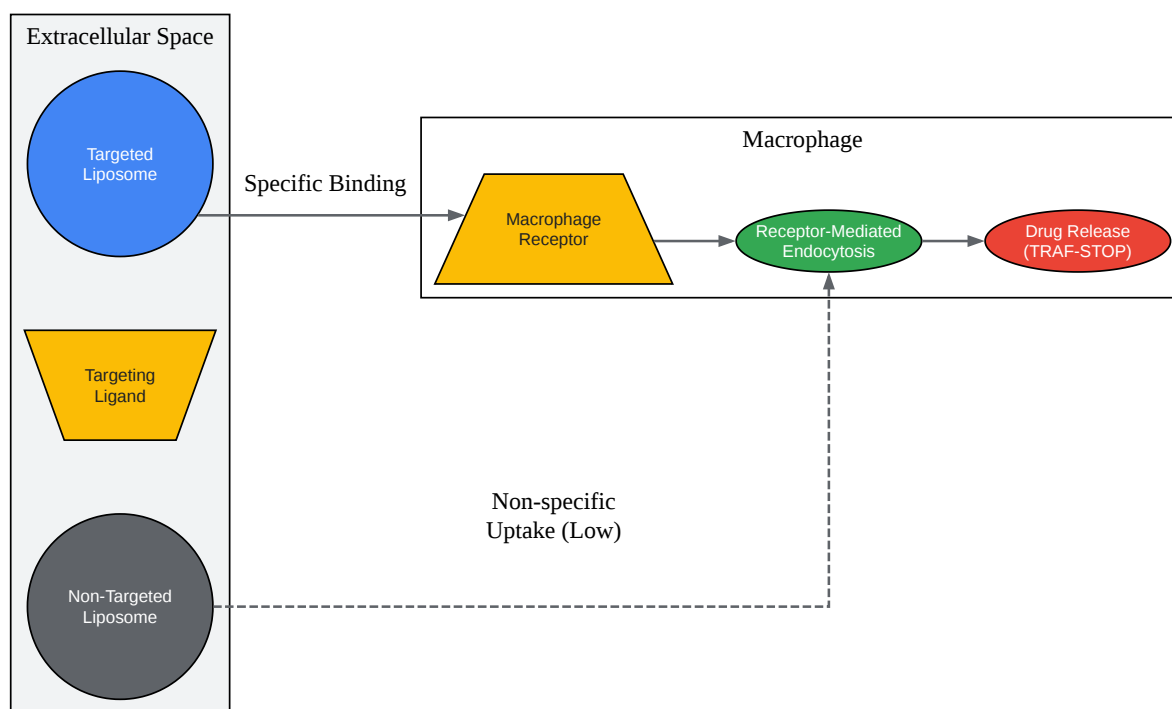 Extracellular Space
Targeted
Liposome
Targeting
Ligand
Non-Targeted
Liposome
Specific Binding
Non-specific
Uptake (Low)
Macrophage
Macrophage
Receptor
Receptor-Mediated
Endocytosis
Drug Release
(TRAF-STOP)